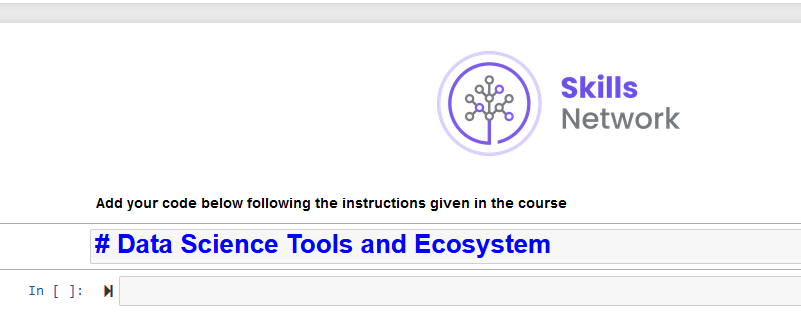 Skills
Network
Add your code below following the instructions given in the course
# Data Science Tools and Ecosystem
In [ ]: